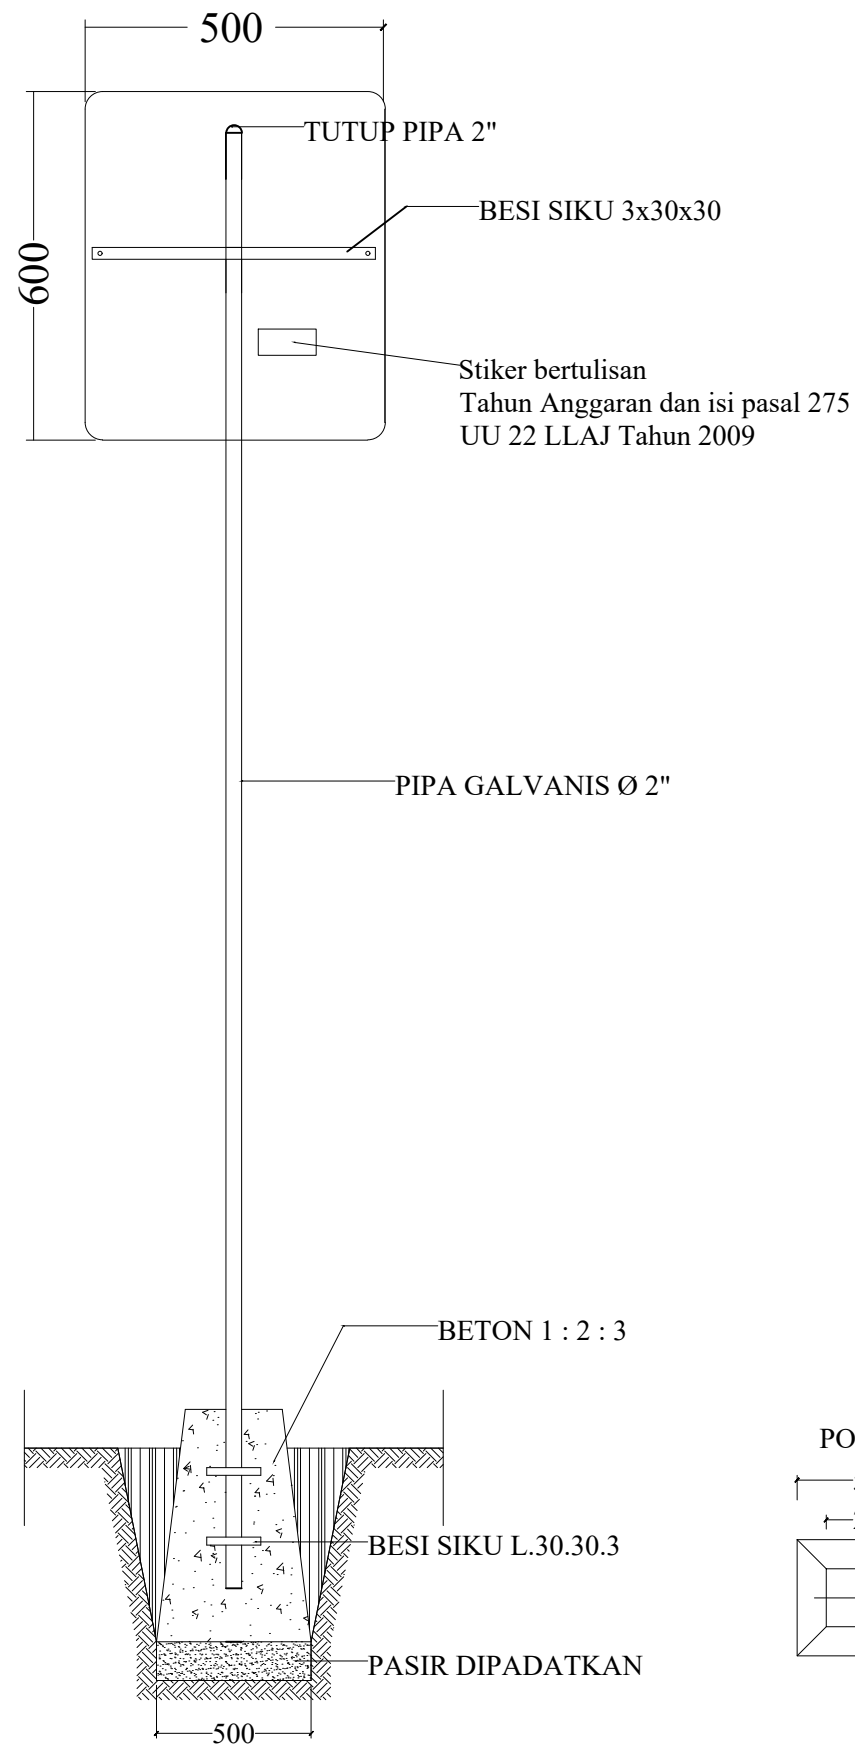 500
TUTUP PIPA 2"
BESI SIKU 3x30x30
600
Stiker bertulisan
Tahun Anggaran dan isi pasal 275
UU 22 LLAJ Tahun 2009
PIPA GALVANIS Ø 2"
BETON 1 : 2 : 3
PO
BESI SIKU L.30.30.3
PASIR DIPADATKAN
500